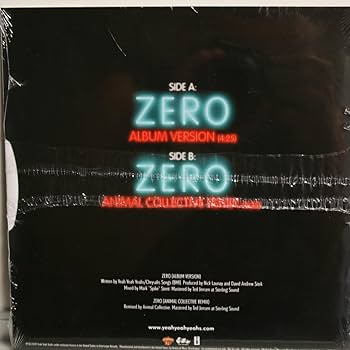 SIDE A:
ZERO
ALBUM VERSION (4:25)
SIDE B:
ZERO
ANIMAL COLLECTIVE
ZERO (ALBUM VERSION)
Written by Yeah Yeah Yeahs/Chrysalis Songs (BMI) Produced by Nick Launay and David Andrew Sitek
Mixed by Mark "Spike" Stent Mastered by Ted Jensen at Sterling Sound
ZERO (ANIMAL COLLECTIVE REMIX)
Remixed by Animal Collective. Mastered by Ted Jensen at Sterling Sound
www.yeahyeahyeahs.com